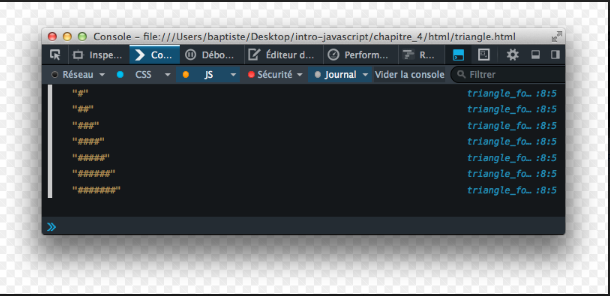 Console - file:///Users/baptiste/Desktop/intro-javascript/chapitre_4/html/triangle.html
Inspe... Co... Débo... Éditeur d... Perform... R...
Réseau CSS JS Sécurité Journal Vider la console Filtrer
"#" triangle_fo… :8:5
"##" triangle_fo… :8:5
"###" triangle_fo… :8:5
"####" triangle_fo… :8:5
"#####" triangle_fo… :8:5
"######" triangle_fo… :8:5
"#######" triangle_fo… :8:5